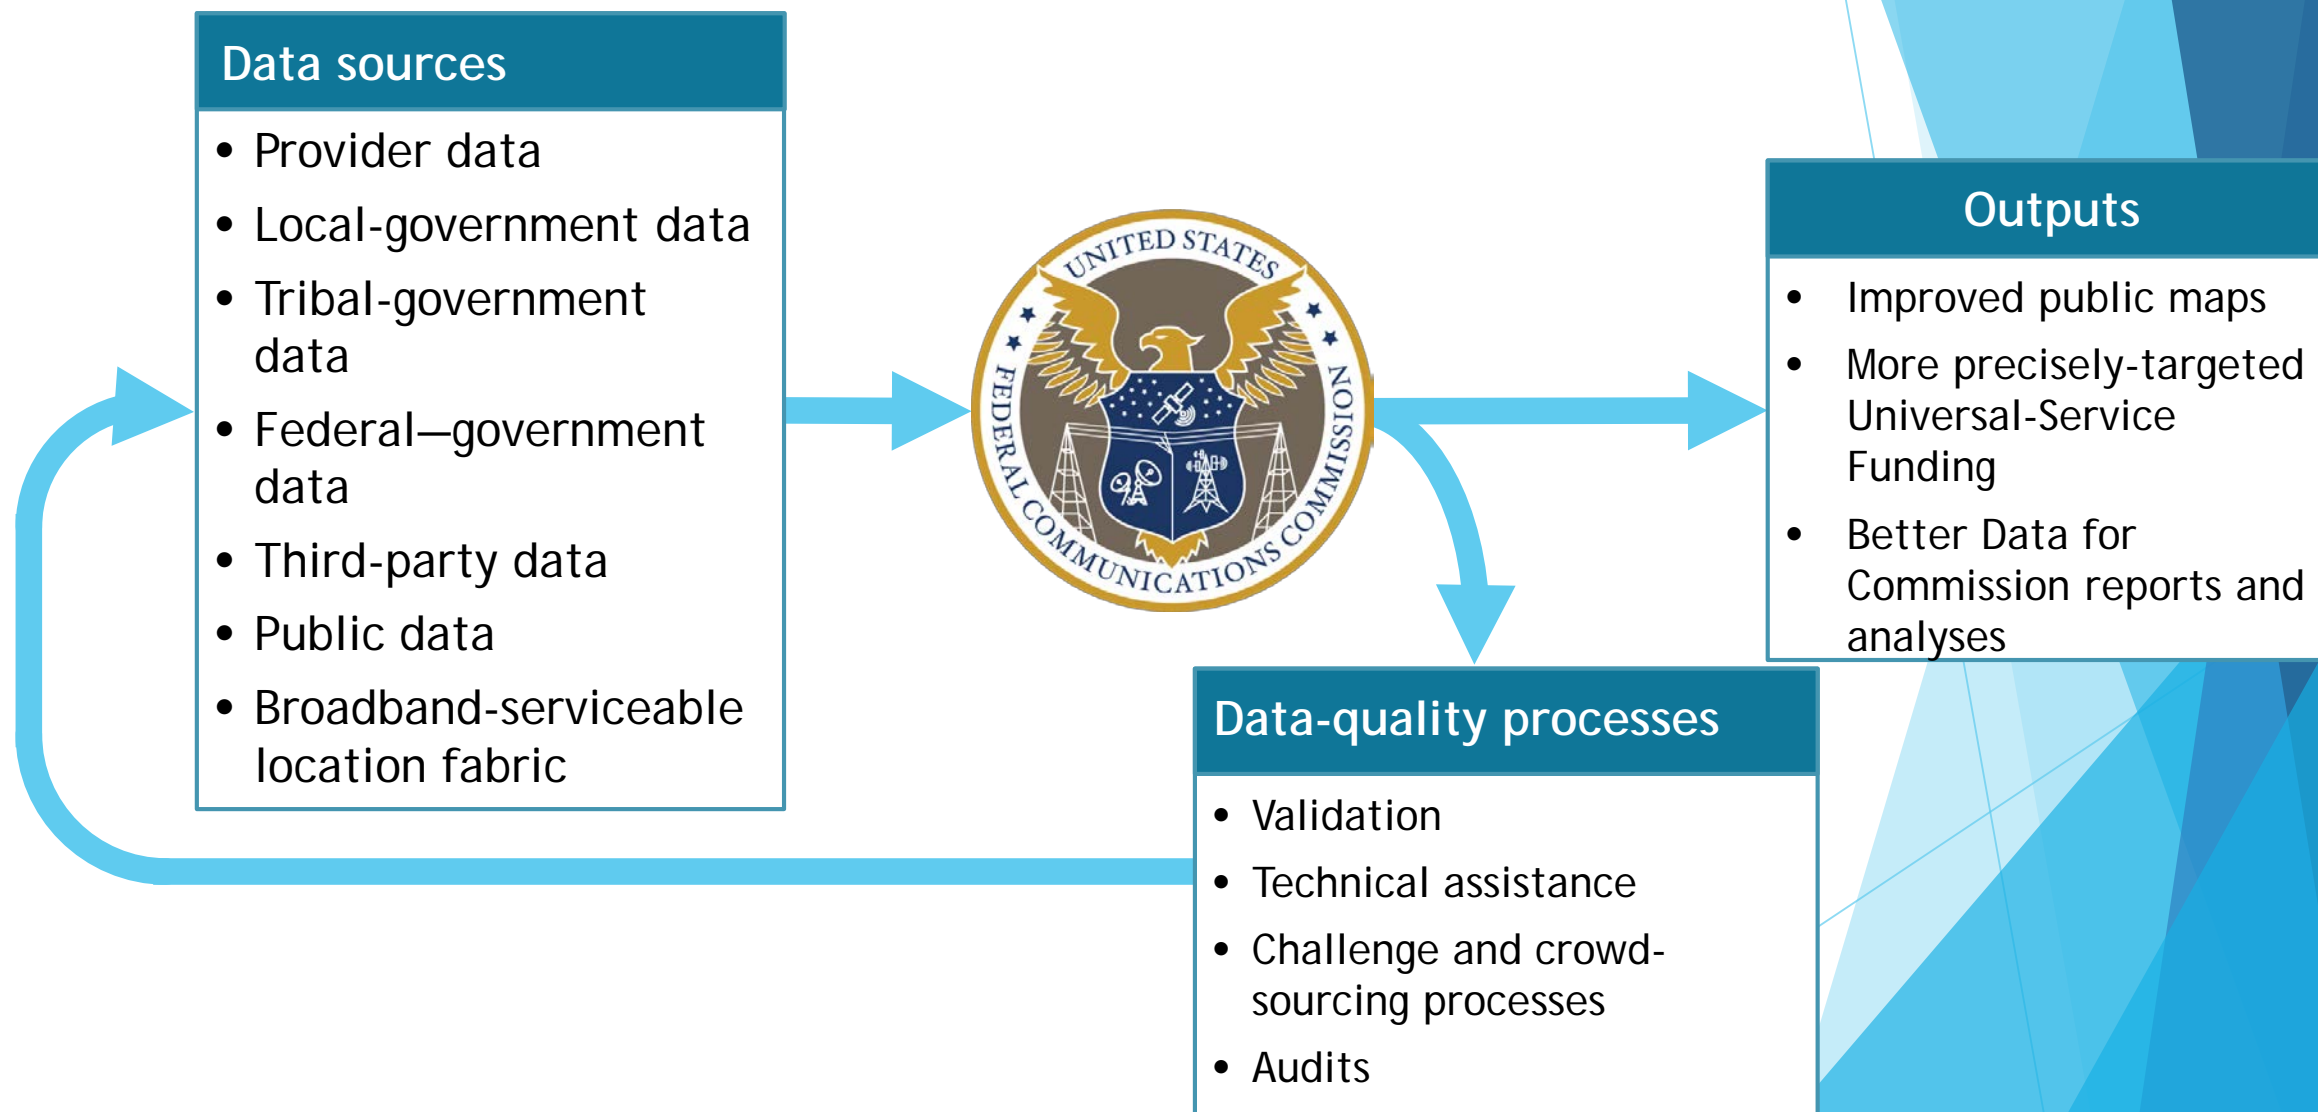 Data sources
• Provider data
• Local-government data
• Tribal-government
data
• Federal—government
data
• Third-party data
• Public data
• Broadband-serviceable
location fabric
UNITED STATES
FEDERAL COMMUNICATIONS COMMISSION
Outputs
• Improved public maps
• More precisely-targeted
Universal-Service
Funding
• Better Data for
Commission reports and
analyses
Data-quality processes
• Validation
• Technical assistance
• Challenge and crowd-
sourcing processes
• Audits